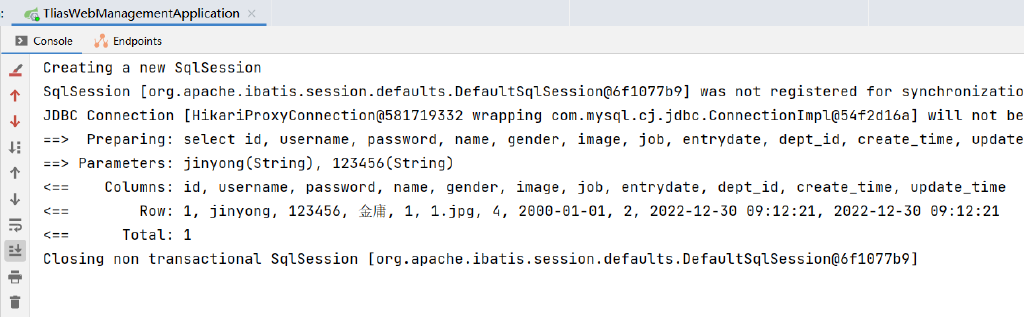 : TliasWebManagementApplication ×
Console Endpoints
Creating a new SqlSession
SqlSession [org.apache.ibatis.session.defaults.DefaultSqlSession@6f1077b9] was not registered for synchronizatio
JDBC Connection [HikariProxyConnection@581719332 wrapping com.mysql.cj.jdbc.ConnectionImpl@54f2d16a] will not be
==>  Preparing: select id, username, password, name, gender, image, job, entrydate, dept_id, create_time, update
==> Parameters: jinyong(String), 123456(String)
<==    Columns: id, username, password, name, gender, image, job, entrydate, dept_id, create_time, update_time
<==        Row: 1, jinyong, 123456, 金庸, 1, 1.jpg, 4, 2000-01-01, 2, 2022-12-30 09:12:21, 2022-12-30 09:12:21
<==      Total: 1
Closing non transactional SqlSession [org.apache.ibatis.session.defaults.DefaultSqlSession@6f1077b9]